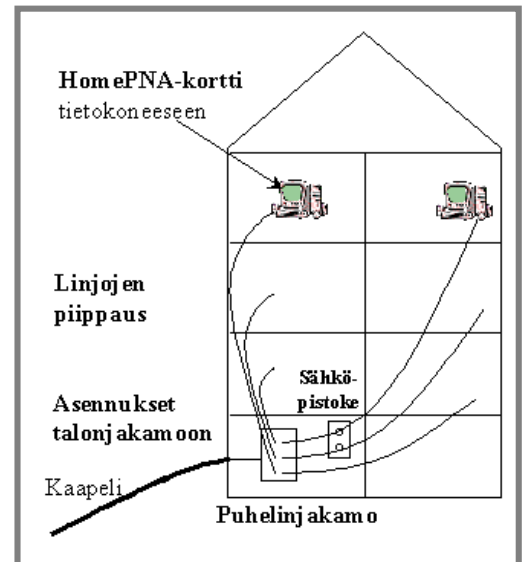 HomePNA-kortti
tietokoneeseen
Linjojen
piippaus
Sähkö-
pistoke
Asennukset
talonjakamoon
Kaapeli
Puhelinjakamo